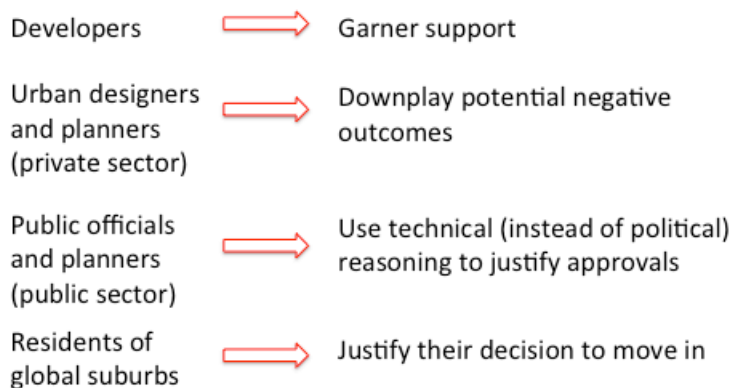 Developers
Garner support
Urban designers
and planners
(private sector)
Downplay potential negative
outcomes
Public officials
and planners
(public sector)
Use technical (instead of political)
reasoning to justify approvals
Residents of
global suburbs
Justify their decision to move in